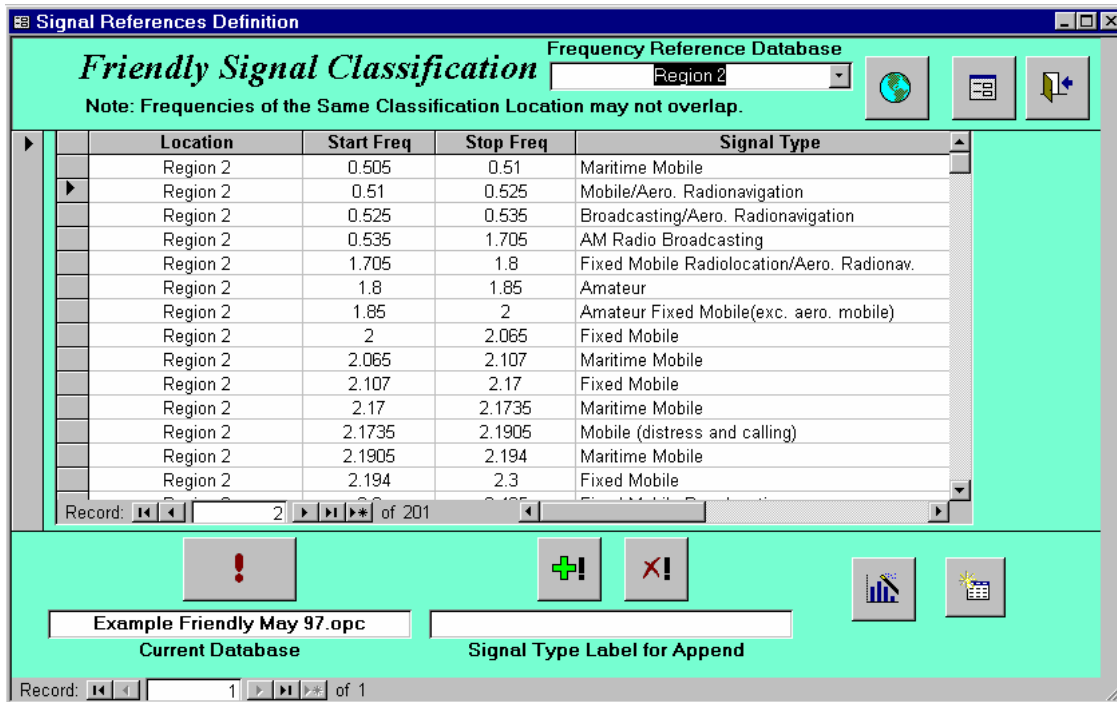 Signal References Definition
Frequency Reference Database
Friendly Signal Classification
Region 2
Note: Frequencies of the Same Classification Location may not overlap.
Location Start Freq Stop Freq Signal Type
Region 2 0.505 0.51 Maritime Mobile
Region 2 0.51 0.525 Mobile/Aero. Radionavigation
Region 2 0.525 0.535 Broadcasting/Aero. Radionavigation
Region 2 0.535 1.705 AM Radio Broadcasting
Region 2 1.705 1.8 Fixed Mobile Radiolocation/Aero. Radionav.
Region 2 1.8 1.85 Amateur
Region 2 1.85 2 Amateur Fixed Mobile(exc. aero. mobile)
Region 2 2 2.065 Fixed Mobile
Region 2 2.065 2.107 Maritime Mobile
Region 2 2.107 2.17 Fixed Mobile
Region 2 2.17 2.1735 Maritime Mobile
Region 2 2.1735 2.1905 Mobile (distress and calling)
Region 2 2.1905 2.194 Maritime Mobile
Region 2 2.194 2.3 Fixed Mobile
Record: 2 of 201
Example Friendly May 97.opc
Current Database Signal Type Label for Append
Record: 1 of 1